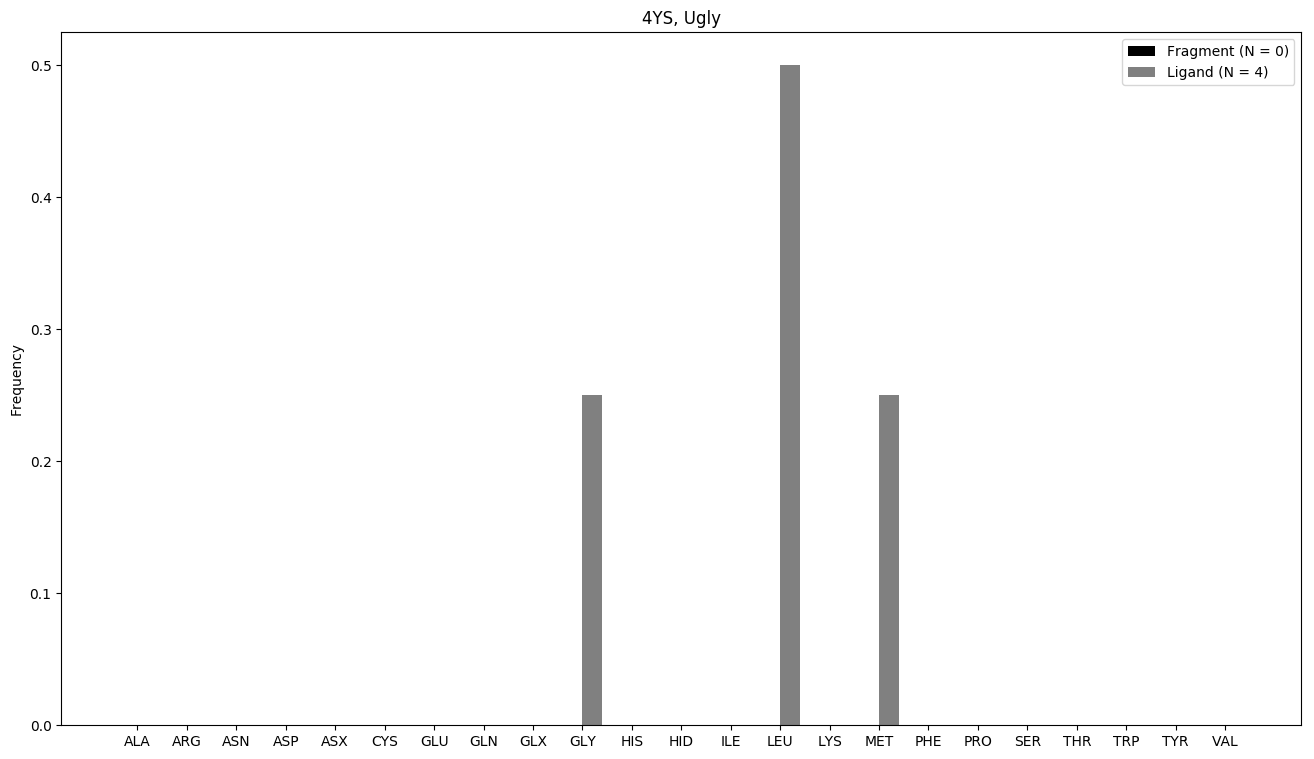 4YS, Ugly
Fragment (N = 0)
Ligand (N = 4)
Frequency
0.5
0.4
0.3
0.2
0.1
0.0
ALA ARG ASN ASP ASX CYS GLU GLN GLX GLY HIS HID ILE LEU LYS MET PHE PRO SER THR TRP TYR VAL